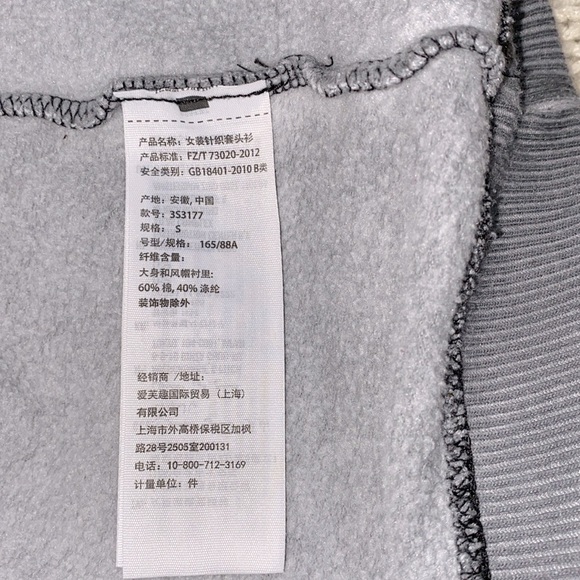 产品名称：女装针织套头衫
产品标准：FZ/T 73020-2012
安全类别：GB18401-2010 B类
产地：安徽, 中国
款号：3S3177
规格：S
号型/规格：165/88A
纤维含量：
大身和风帽衬里：
60% 棉, 40% 涤纶
装饰物除外
经销商 /地址：
爱芙趣国际贸易（上海）
有限公司
上海市外高桥保税区加枫
路28号2505室200131
电话：10-800-712-3169
计量单位：件